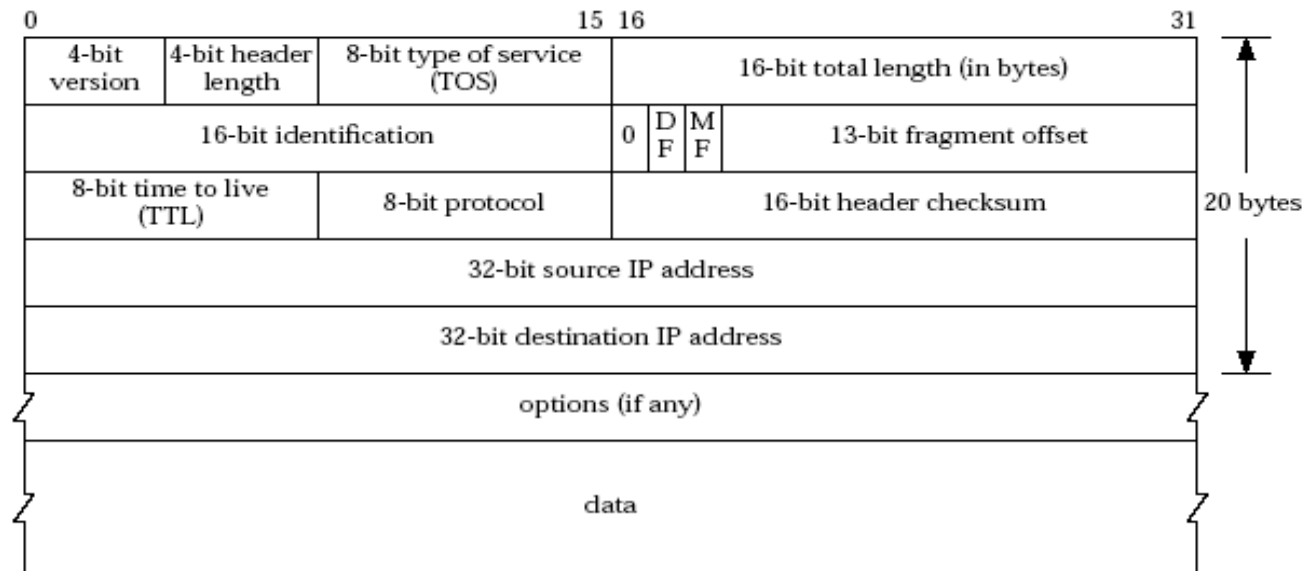 0 15 16 31
4-bit version
4-bit header length
8-bit type of service (TOS)
16-bit total length (in bytes)
16-bit identification
0
DF
MF
13-bit fragment offset
8-bit time to live (TTL)
8-bit protocol
16-bit header checksum
20 bytes
32-bit source IP address
32-bit destination IP address
options (if any)
data